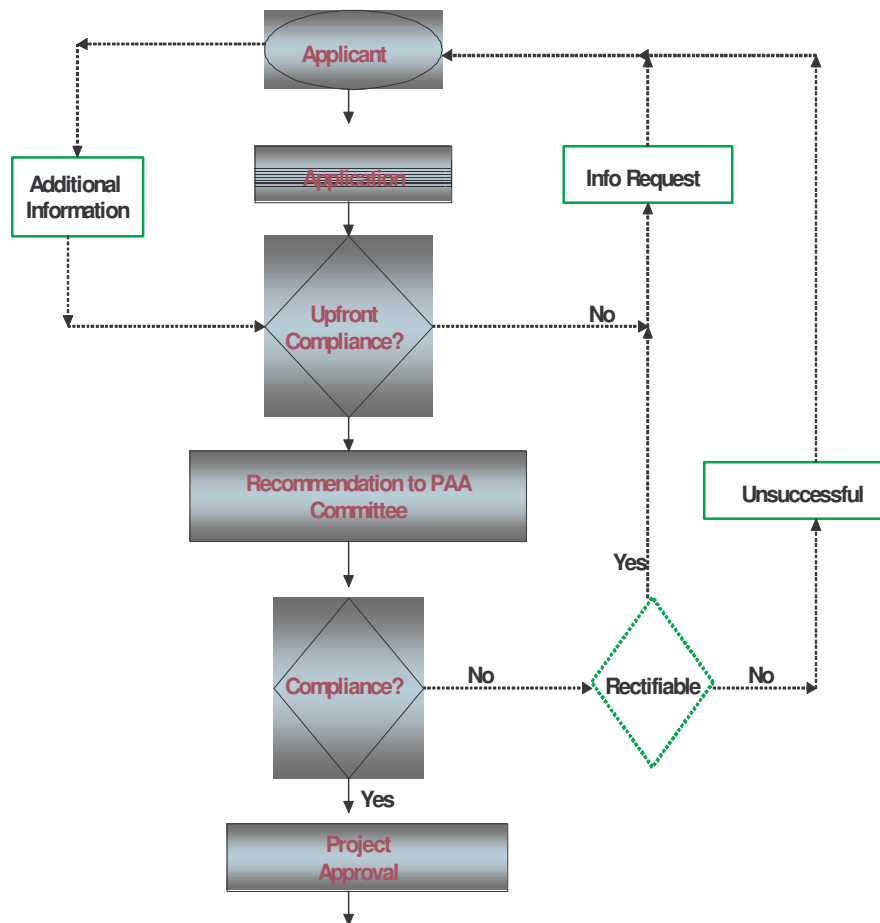 Applicant
Application
Additional
Information
Info Request
Upfront
Compliance?
No
Recommendation to PAA
Committee
Unsuccessful
Yes
Compliance?
No
Rectifiable
No
Yes
Project
Approval